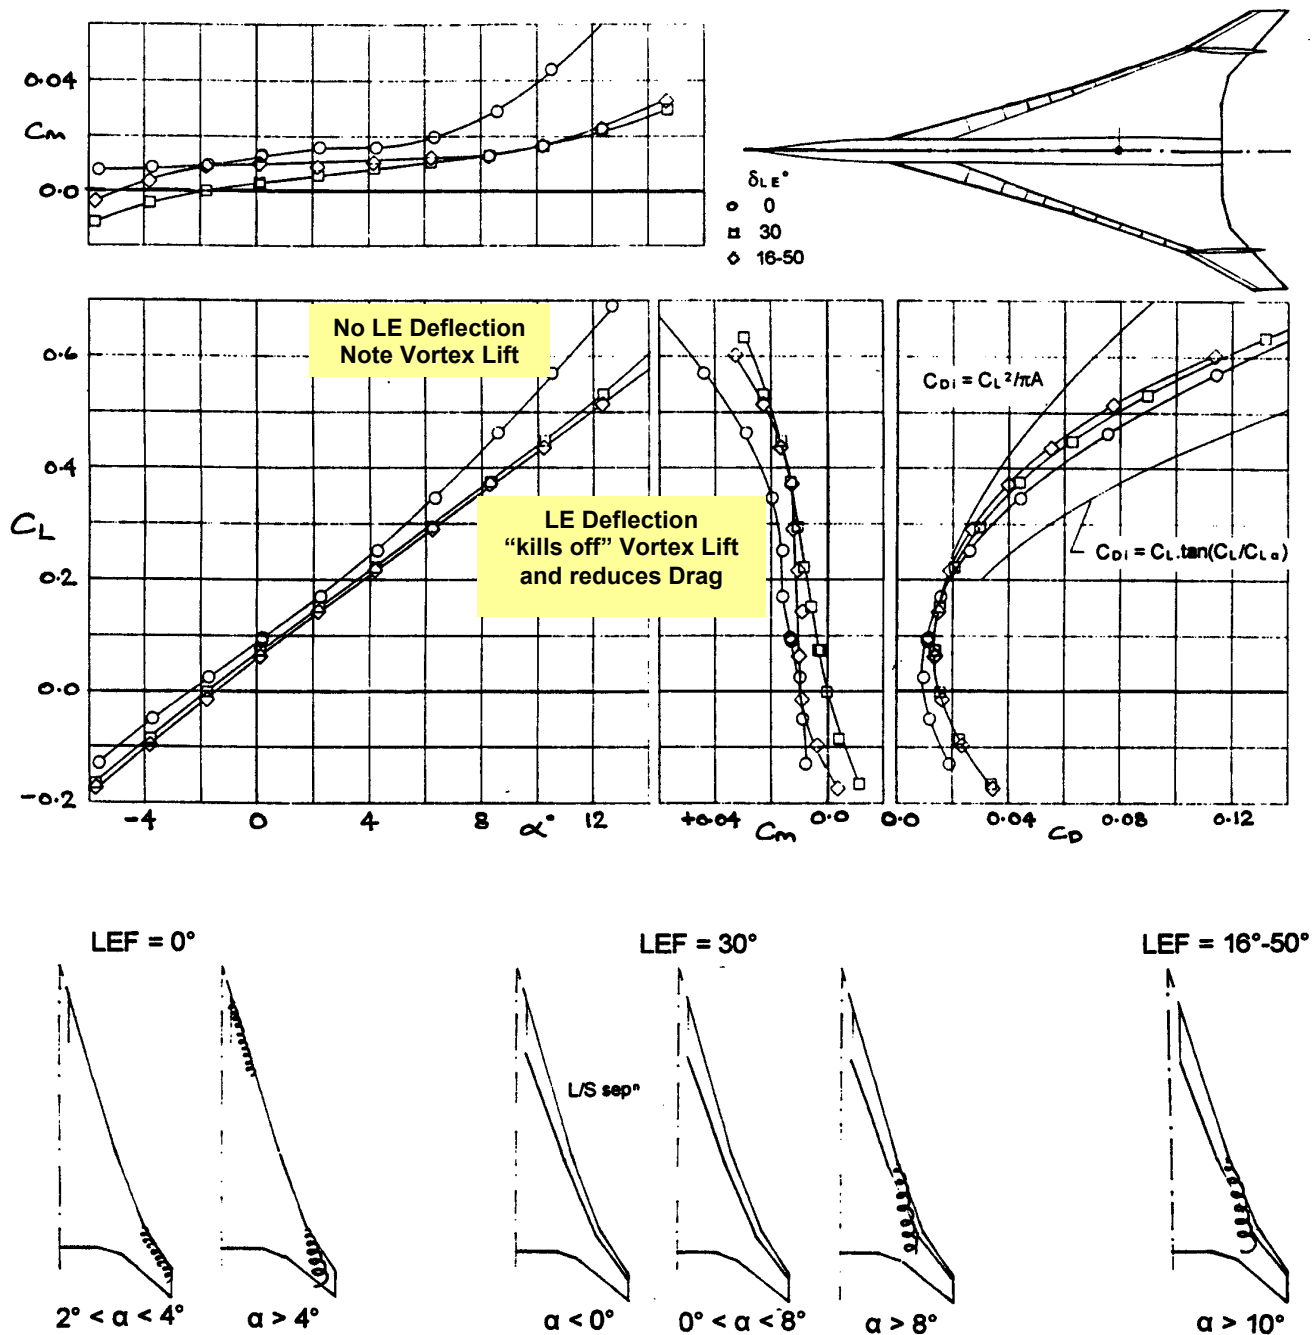 0.04
Cm
0.0
δLE°
0
30
16-50
No LE Deflection
Note Vortex Lift
0.6
0.4
CL
0.2
0.0
-0.2
LE Deflection
“kills off” Vortex Lift
and reduces Drag
CDi = CL²/πA
CDi = CL.tan(CL/CLα)
-4 0 4 8 α° 12
+0.04 Cm 0.0
0.0 0.04 CD 0.08 0.12
LEF = 0°
LEF = 30°
LEF = 16°-50°
L/S sepⁿ
2° < α < 4°
α > 4°
α < 0°
0° < α < 8°
α > 8°
α > 10°